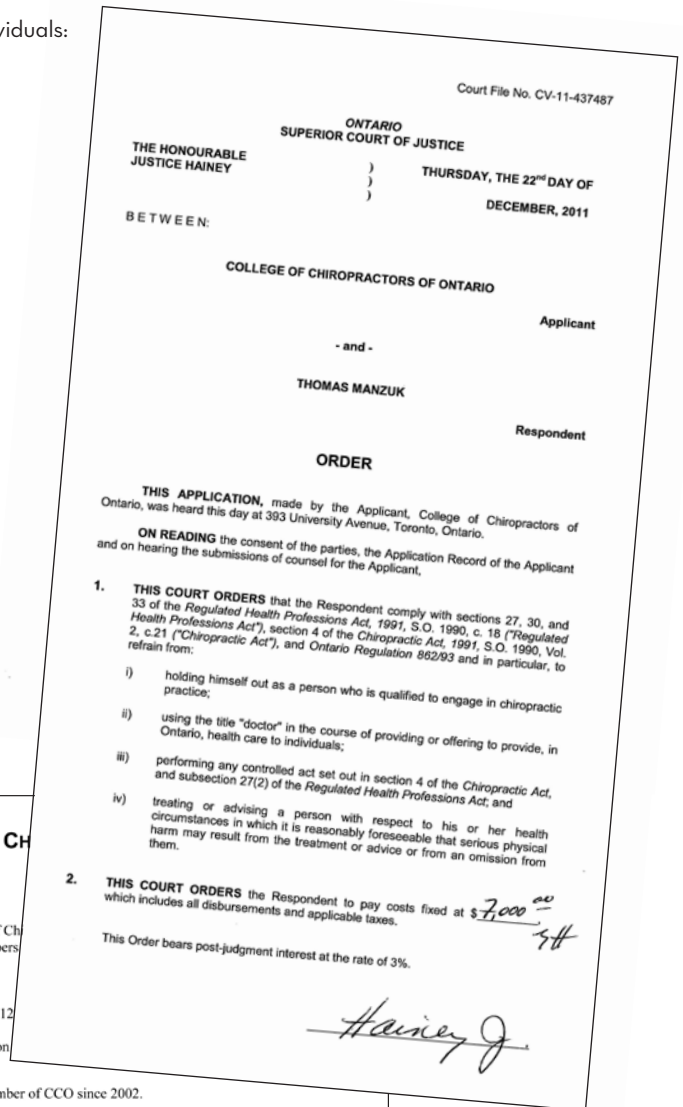 viduals:
Court File No. CV-11-437487
ONTARIO
SUPERIOR COURT OF JUSTICE
THE HONOURABLE
JUSTICE HAINEY
)
)
)
THURSDAY, THE 22nd DAY OF
DECEMBER, 2011
BETWEEN:
COLLEGE OF CHIROPRACTORS OF ONTARIO
Applicant
- and -
THOMAS MANZUK
Respondent
ORDER
THIS APPLICATION, made by the Applicant, College of Chiropractors of
Ontario, was heard this day at 393 University Avenue, Toronto, Ontario.
ON READING the consent of the parties, the Application Record of the Applicant
and on hearing the submissions of counsel for the Applicant,
1. THIS COURT ORDERS that the Respondent comply with sections 27, 30, and
33 of the Regulated Health Professions Act, 1991, S.O. 1990, c. 18 ("Regulated
Health Professions Act"), section 4 of the Chiropractic Act, 1991, S.O. 1990, Vol.
2, c.21 ("Chiropractic Act"), and Ontario Regulation 862/93 and in particular, to
refrain from:
i) holding himself out as a person who is qualified to engage in chiropractic
practice;
ii) using the title "doctor" in the course of providing or offering to provide, in
Ontario, health care to individuals;
iii) performing any controlled act set out in section 4 of the Chiropractic Act,
and subsection 27(2) of the Regulated Health Professions Act; and
iv) treating or advising a person with respect to his or her health
circumstances in which it is reasonably foreseeable that serious physical
harm may result from the treatment or advice or from an omission from
them.
2. THIS COURT ORDERS the Respondent to pay costs fixed at $7,000 00
which includes all disbursements and applicable taxes.
This Order bears post-judgment interest at the rate of 3%.
Hainey J.
CH
Ch
ers
12
on
mber of CCO since 2002.